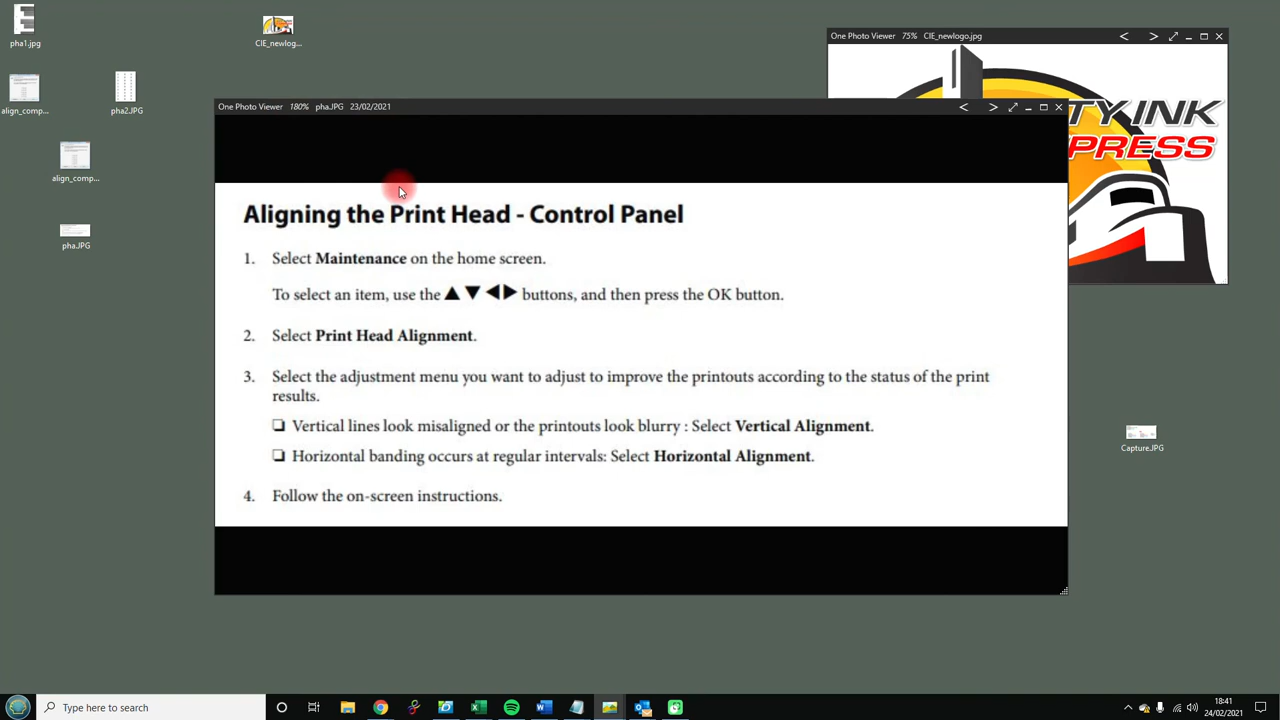 pha1.jpg
CIE_newlog...
align_comp...
pha2.JPG
align_comp...
pha.JPG
One Photo Viewer 75% CIE_newlogo.jpg
TY INK
PRESS
One Photo Viewer 180% pha.JPG 23/02/2021
Aligning the Print Head - Control Panel
1. Select Maintenance on the home screen.
To select an item, use the ▲ ▼ ◀ ▶ buttons, and then press the OK button.
2. Select Print Head Alignment.
3. Select the adjustment menu you want to adjust to improve the printouts according to the status of the print
results.
❏ Vertical lines look misaligned or the printouts look blurry : Select Vertical Alignment.
❏ Horizontal banding occurs at regular intervals: Select Horizontal Alignment.
4. Follow the on-screen instructions.
Capture.JPG
Type here to search
18:41
24/02/2021